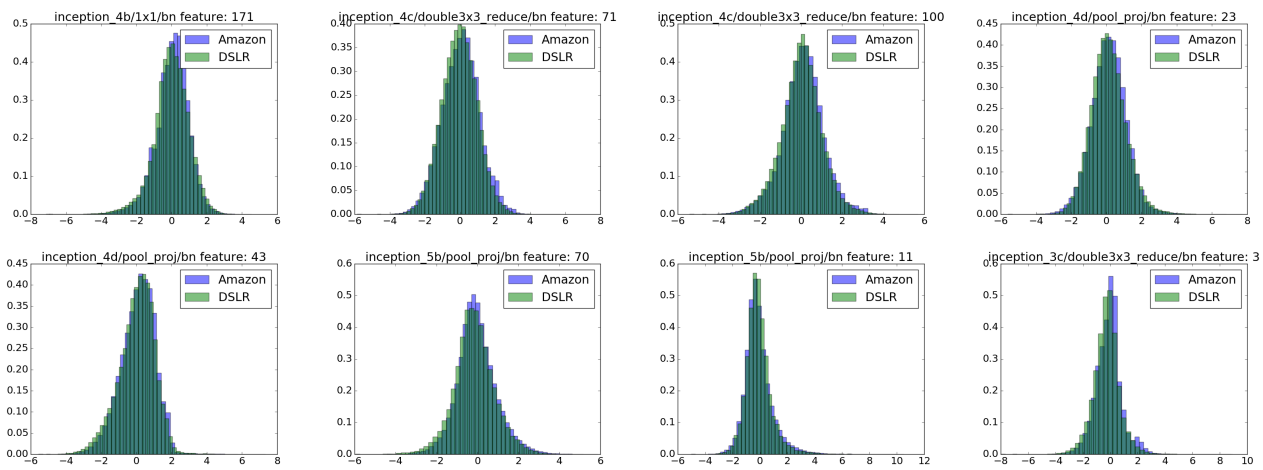 inception_4b/1x1/bn feature: 171
0.5
0.4
0.3
0.2
0.1
0.0
Amazon
DSLR
−8 −6 −4 −2 0 2 4 6
inception_4c/double3x3_reduce/bn feature: 71
0.40
0.35
0.30
0.25
0.20
0.15
0.10
0.05
0.00
Amazon
DSLR
−6 −4 −2 0 2 4 6 8
inception_4c/double3x3_reduce/bn feature: 100
0.5
0.4
0.3
0.2
0.1
0.0
Amazon
DSLR
−6 −4 −2 0 2 4 6
inception_4d/pool_proj/bn feature: 23
0.45
0.40
0.35
0.30
0.25
0.20
0.15
0.10
0.05
0.00
Amazon
DSLR
−6 −4 −2 0 2 4 6 8
inception_4d/pool_proj/bn feature: 43
0.45
0.40
0.35
0.30
0.25
0.20
0.15
0.10
0.05
0.00
Amazon
DSLR
−6 −4 −2 0 2 4 6 8
inception_5b/pool_proj/bn feature: 70
0.6
0.5
0.4
0.3
0.2
0.1
0.0
Amazon
DSLR
−6 −4 −2 0 2 4 6
inception_5b/pool_proj/bn feature: 11
0.6
0.5
0.4
0.3
0.2
0.1
0.0
Amazon
DSLR
−6 −4 −2 0 2 4 6 8 10 12
inception_3c/double3x3_reduce/bn feature: 3
0.6
0.5
0.4
0.3
0.2
0.1
0.0
Amazon
DSLR
−8 −6 −4 −2 0 2 4 6 8 10